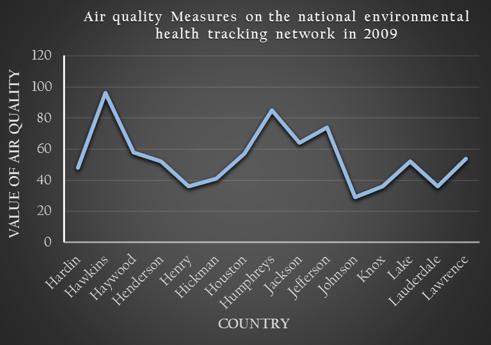 Air quality Measures on the national environmental
health tracking network in 2009
VALUE OF AIR QUALITY
120
100
80
60
40
20
0
Hardin
Hawkins
Haywood
Henderson
Henry
Hickman
Houston
Humphreys
Jackson
Jefferson
Johnson
Knox
Lake
Lauderdale
Lawrence
COUNTRY